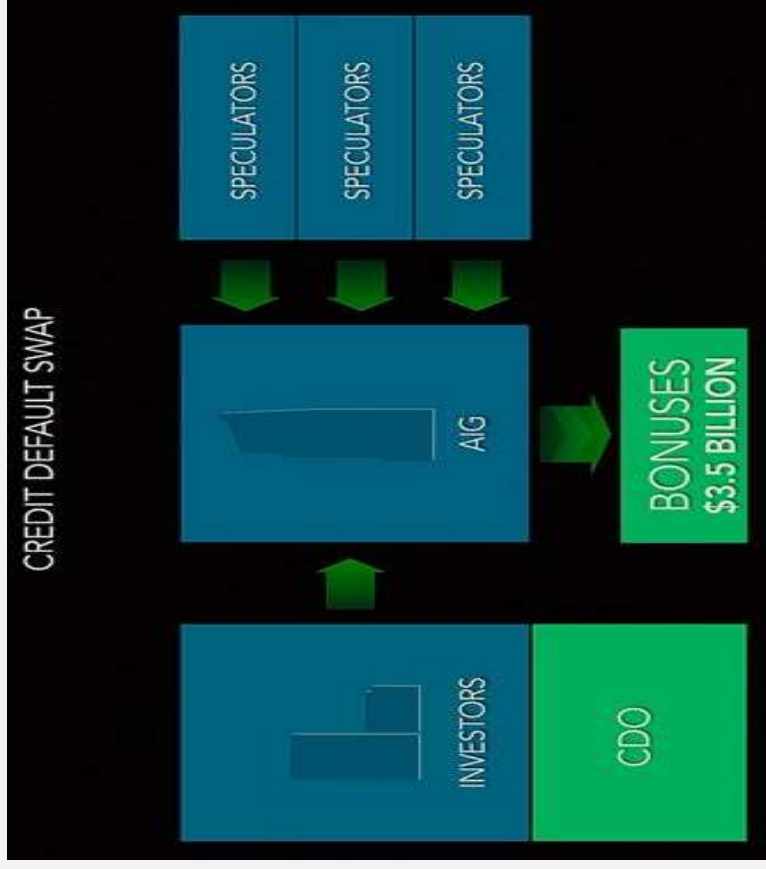 CREDIT DEFAULT SWAP
INVESTORS
CDO
AIG
BONUSES
$3.5 BILLION
SPECULATORS
SPECULATORS
SPECULATORS